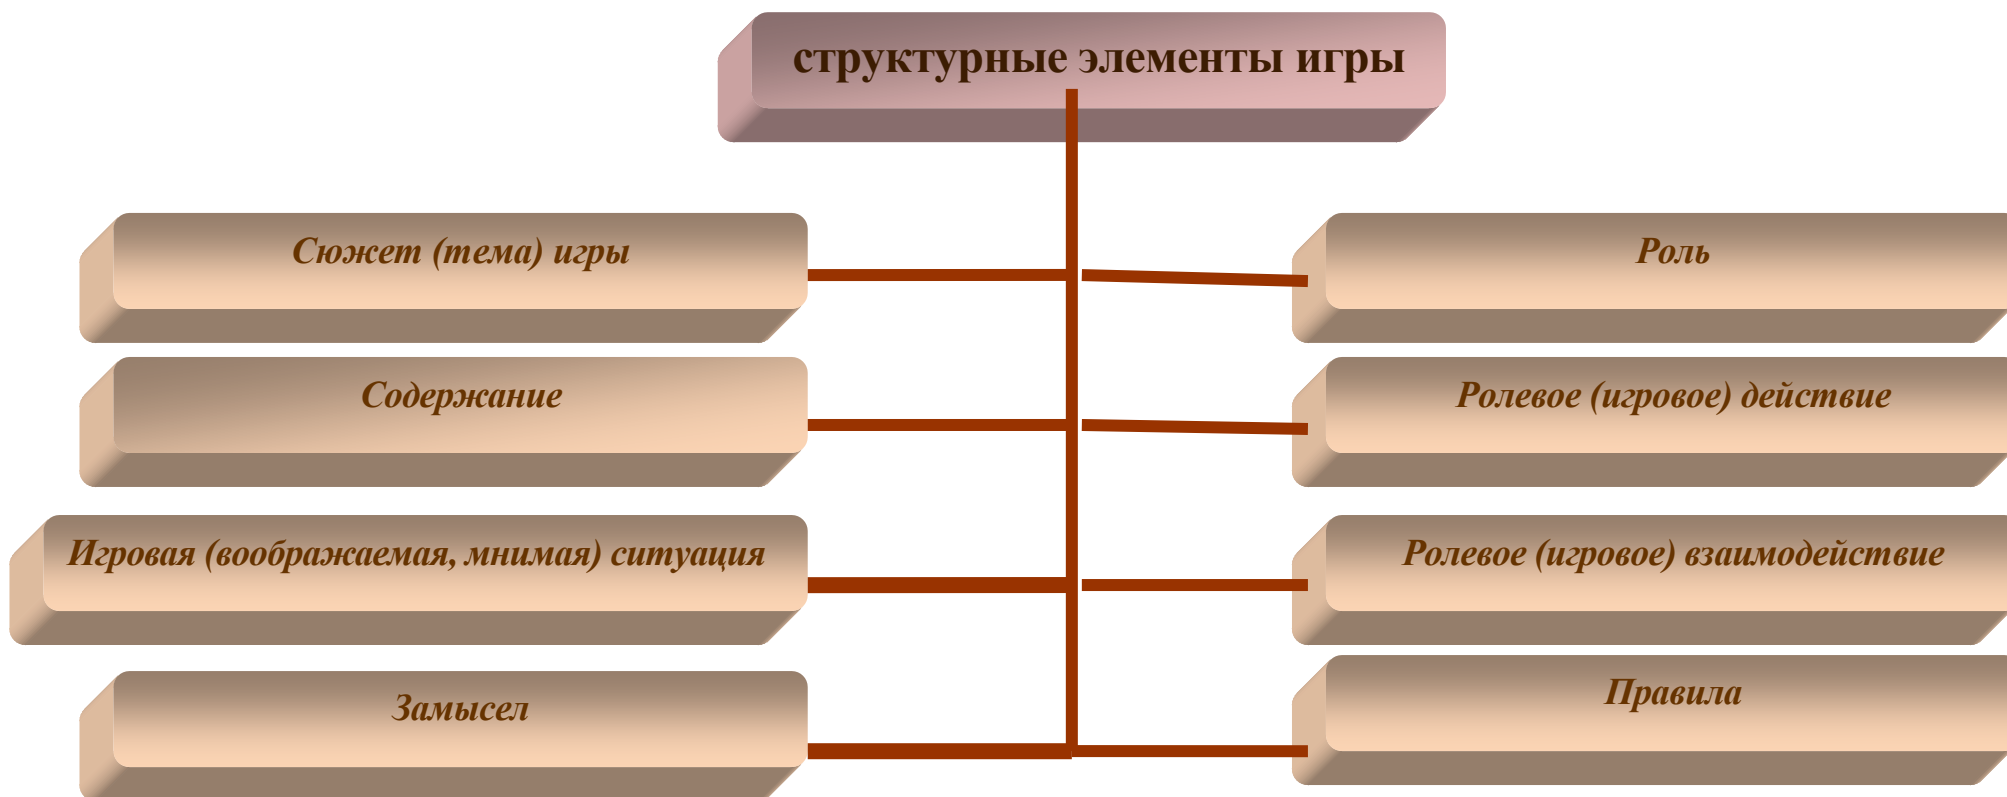 структурные элементы игры
Сюжет (тема) игры
Роль
Содержание
Ролевое (игровое) действие
Игровая (воображаемая, мнимая) ситуация
Ролевое (игровое) взаимодействие
Замысел
Правила